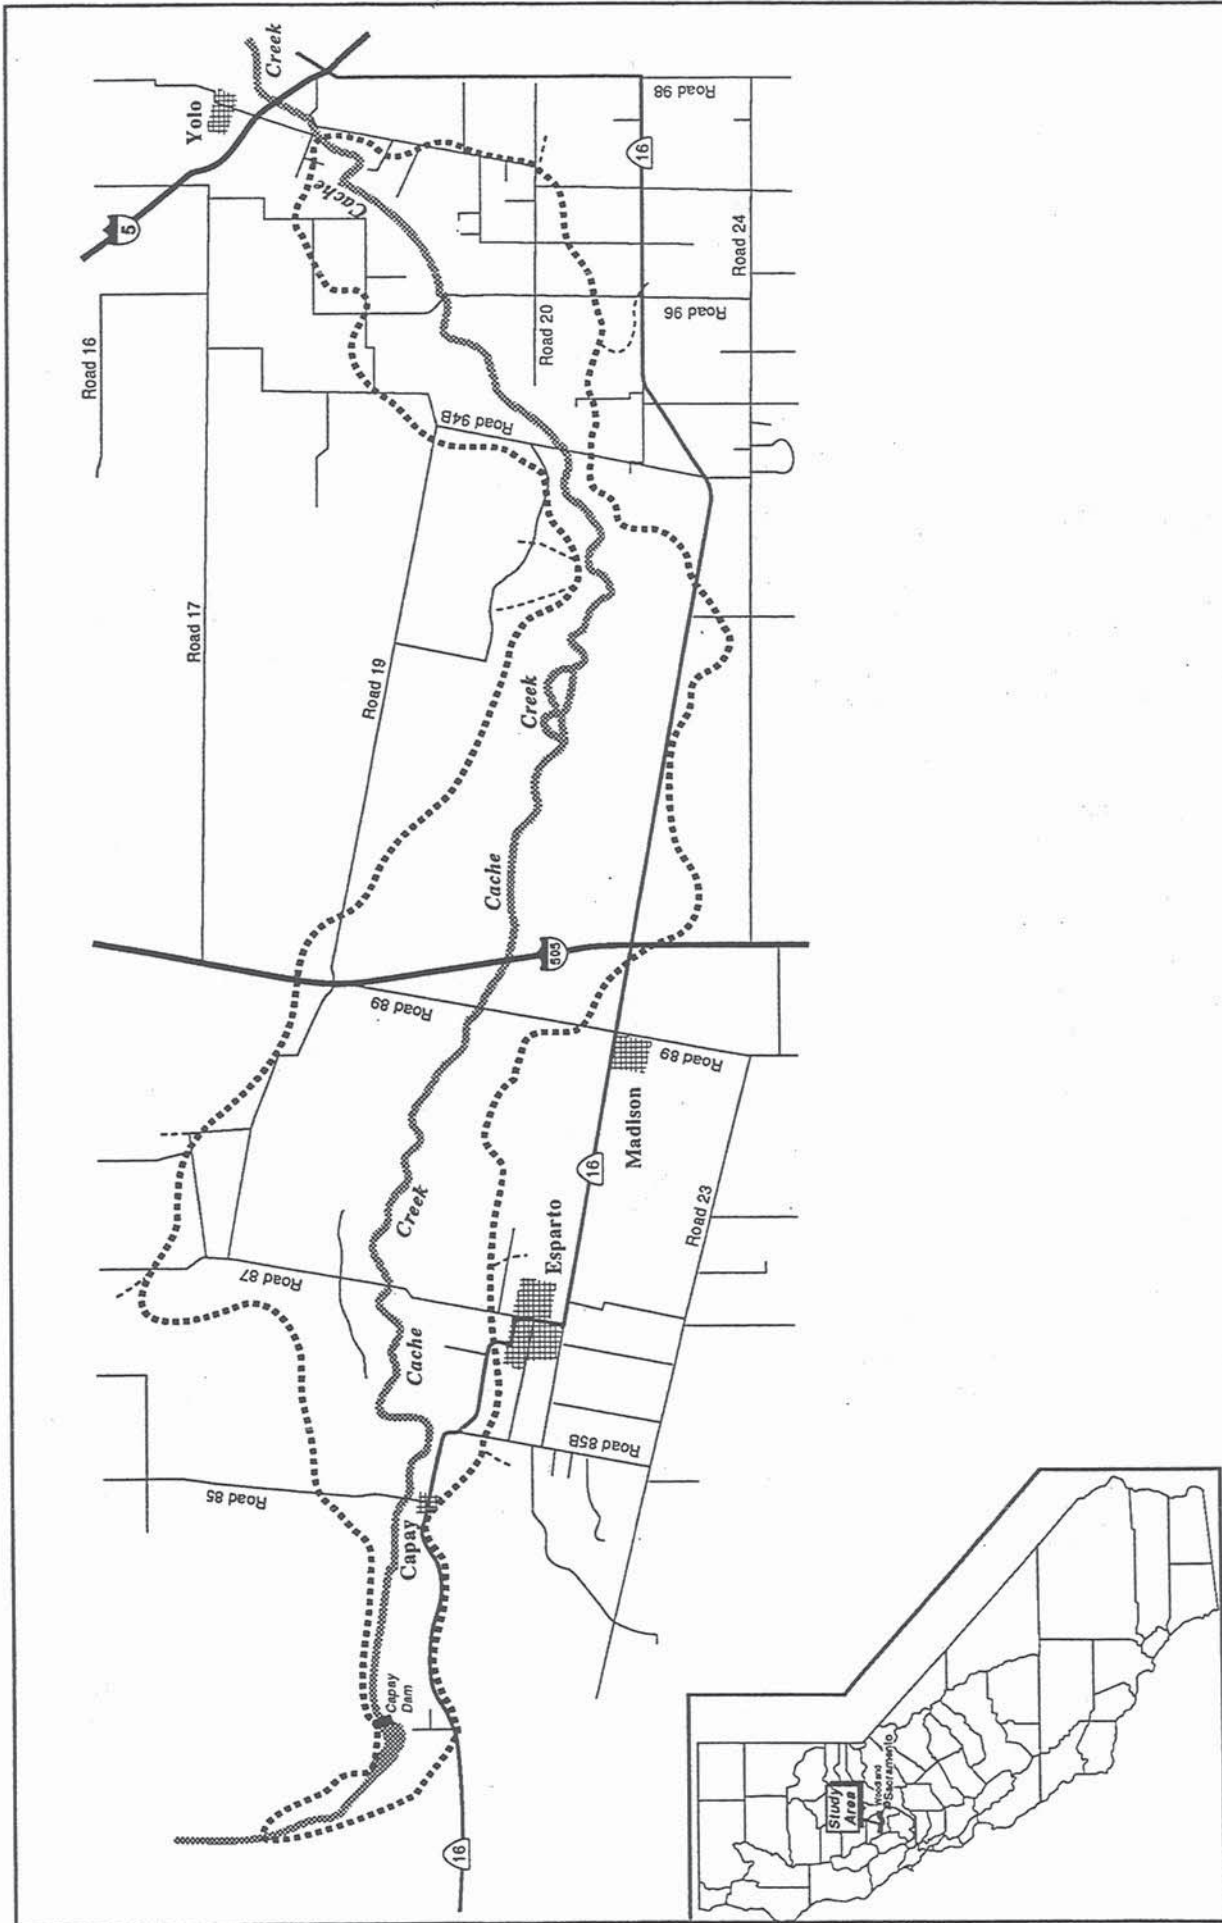 Creek
Yolo
5
Cache
Road 98
16
Road 24
Road 16
Road 20
Road 96
Road 94B
Road 17
Road 19
Creek
Cache
505
Road 89
Road 89
Madison
16
Creek
Esparto
Road 23
Road 87
Cache
Road 85B
Road 85
Capay
Capay
Dam
16
Study
Area
Woodland
Sacramento